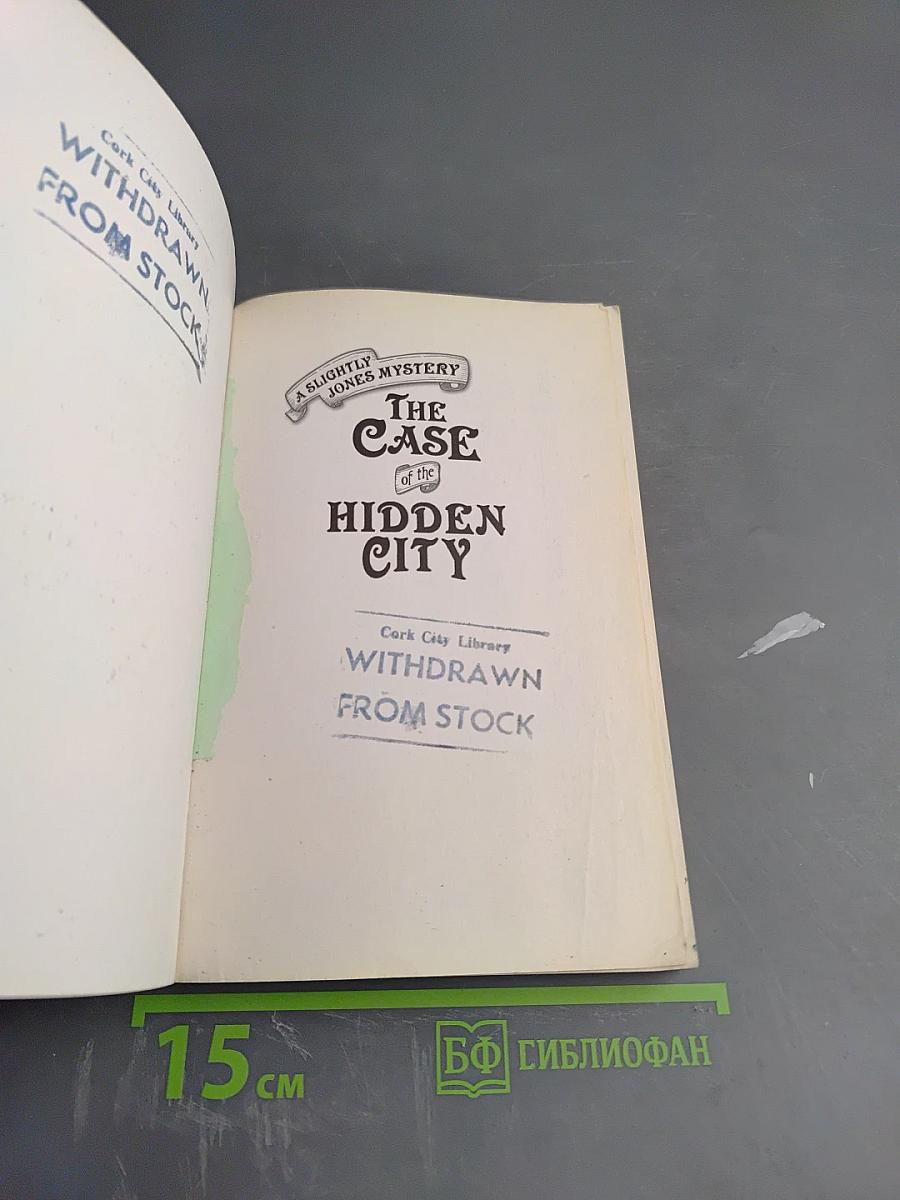 Cork City Library
WITHDRAWN
FROM STOCK
A SLIGHTLY
JONES MYSTERY
THE
CASE
of the
HIDDEN
CITY
Cork City Library
WITHDRAWN
FROM STOCK
15 см
БФ БИБЛИОФАН